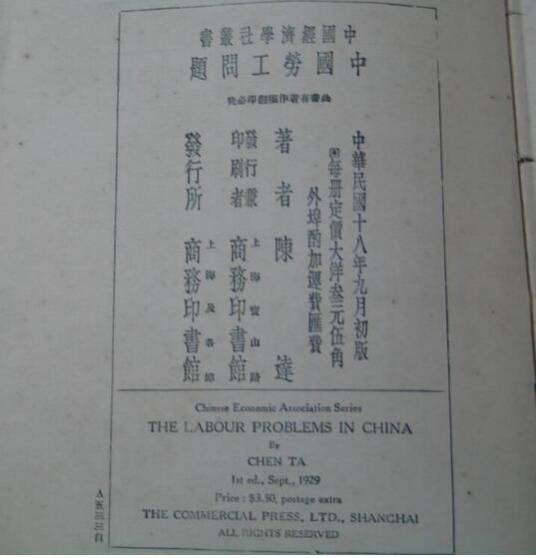 中國經濟學社叢書
中國勞工問題
此書有著作權翻印必究
中華民國十八年九月初版
每册定價大洋叁元伍角
外埠酌加運費匯費
著者 陳達
發行兼印刷者 上海寶山路 商務印書館
發行所 上海及各埠 商務印書館
Chinese Economic Association Series
THE LABOUR PROBLEMS IN CHINA
By
CHEN TA
1st ed., Sept., 1929
Price : $3.50, postage extra
THE COMMERCIAL PRESS, LTD., SHANGHAI
ALL RIGHTS RESERVED